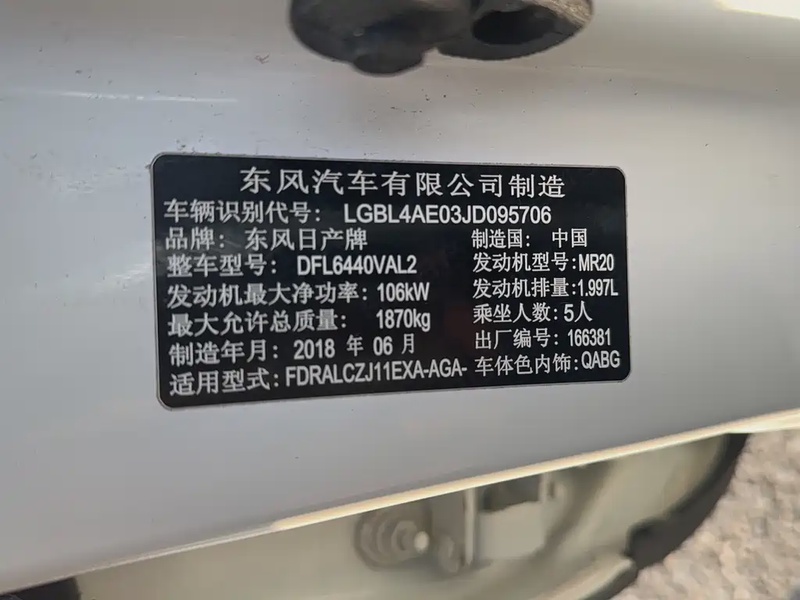 东风汽车有限公司制造
车辆识别代号: LGBL4AE03JD095706
品牌: 东风日产牌 制造国: 中国
整车型号: DFL6440VAL2 发动机型号:MR20
发动机最大净功率: 106kW 发动机排量:1.997L
最大允许总质量: 1870kg 乘坐人数:5人
制造年月: 2018 年 06 月 出厂编号: 166381
适用型式:FDRALCZJ11EXA-AGA- 车体色内饰:QABG